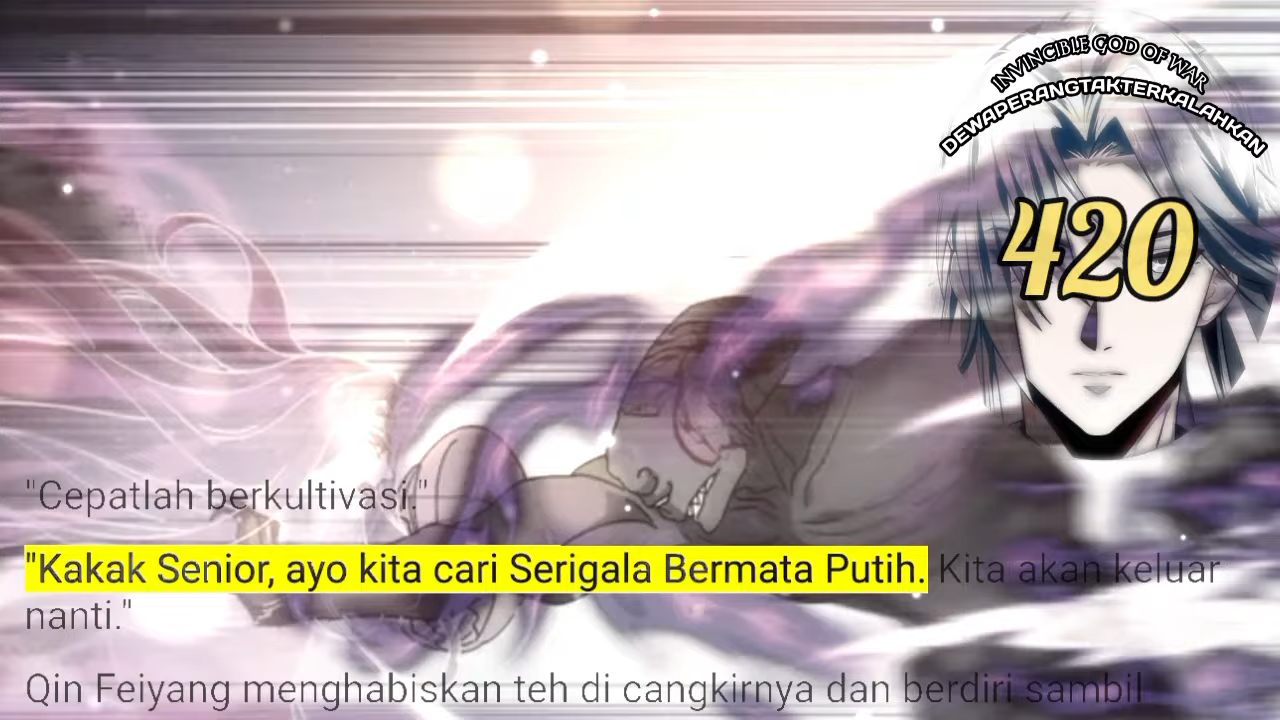 INVINCIBLE GOD OF WAR
DEWAPERANGTAKTERKALAHKAN
420
"Cepatlah berkultivasi."
"Kakak Senior, ayo kita cari Serigala Bermata Putih. Kita akan keluar
nanti."
Qin Feiyang menghabiskan teh di cangkirnya dan berdiri sambil